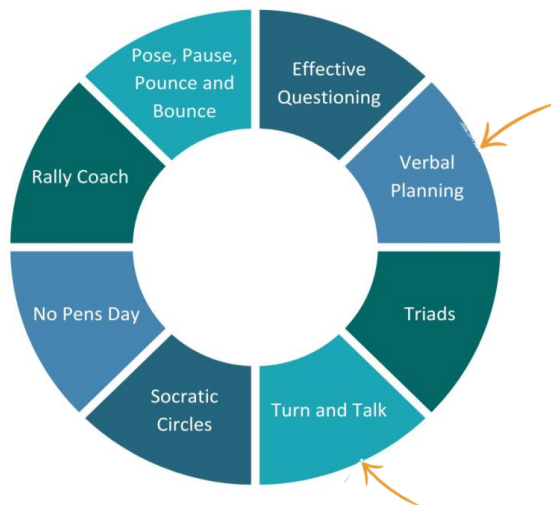 Pose, Pause,
Pounce and
Bounce
Effective
Questioning
Verbal
Planning
Triads
Turn and Talk
Socratic
Circles
No Pens Day
Rally Coach